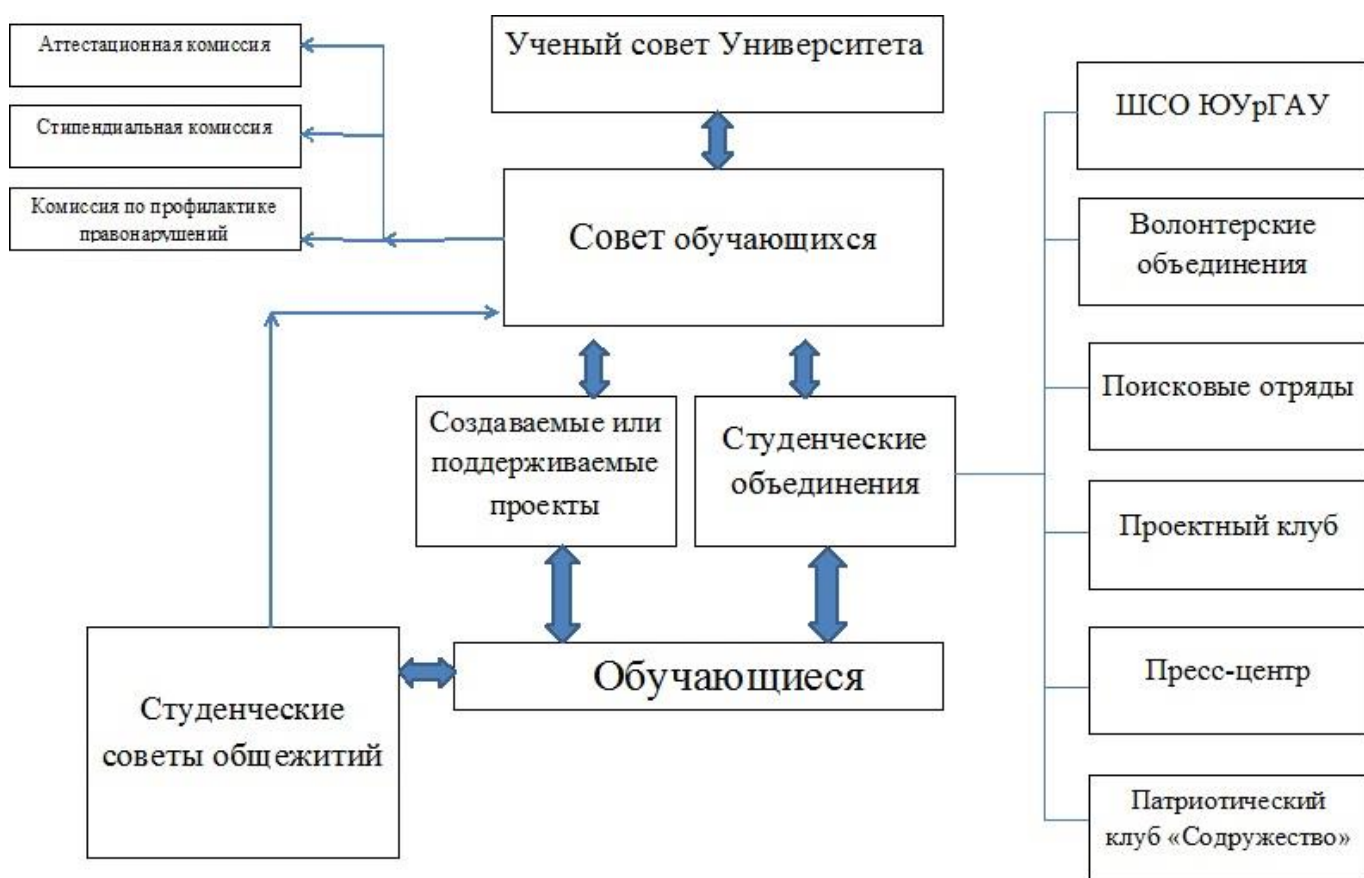 Аттестационная комиссия
Стипендиальная комиссия
Комиссия по профилактике
правонарушений
Ученый совет Университета
Совет обучающихся
Создаваемые или
поддерживаемые
проекты
Студенческие
объединения
Обучающиеся
Студенческие
советы общежитий
ШСО ЮУрГАУ
Волонтерские
объединения
Поисковые отряды
Проектный клуб
Пресс-центр
Патриотический
клуб «Содружество»